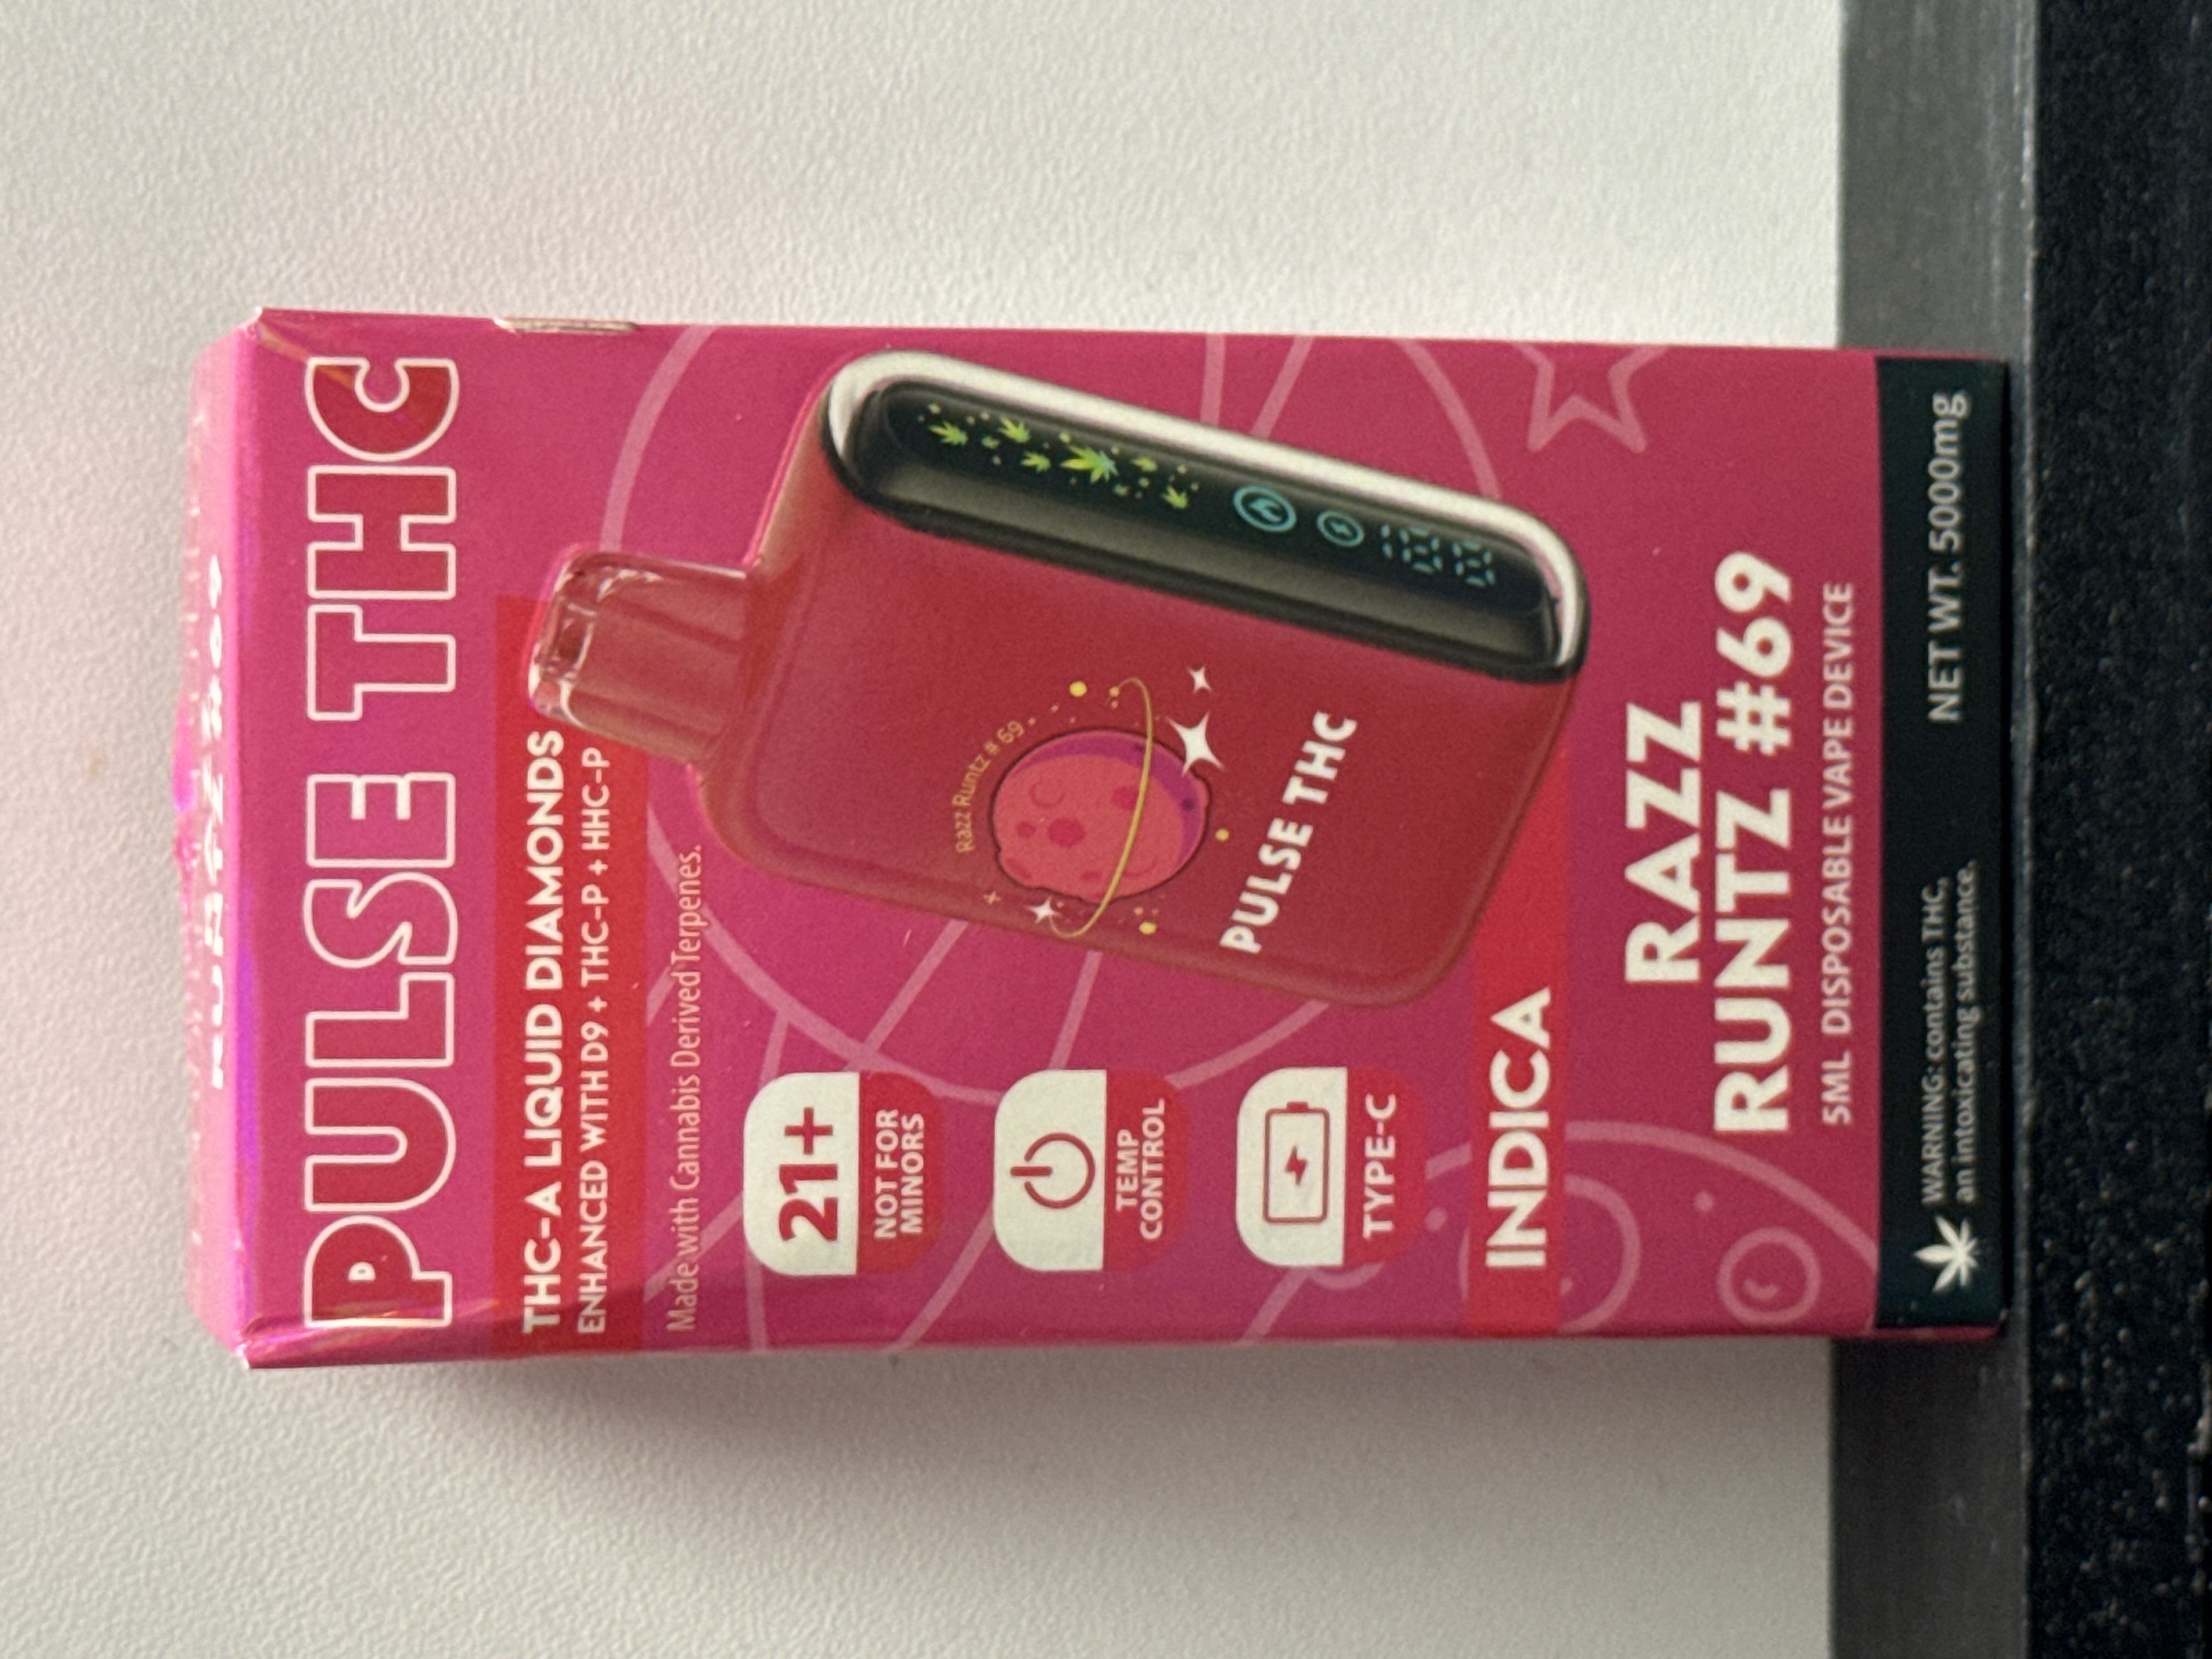 RUNTZ #69
PULSE THC
THC-A LIQUID DIAMONDS
ENHANCED WITH D9 + THC-P + HHC-P
Made with Cannabis Derived Terpenes.
21+
NOT FOR
MINORS
TEMP
CONTROL
TYPE-C
Razz Runtz # 69
PULSE THC
INDICA
RAZZ
RUNTZ #69
5ML DISPOSABLE VAPE DEVICE
WARNING: contains THC,
an intoxicating substance.
NET WT. 5000mg